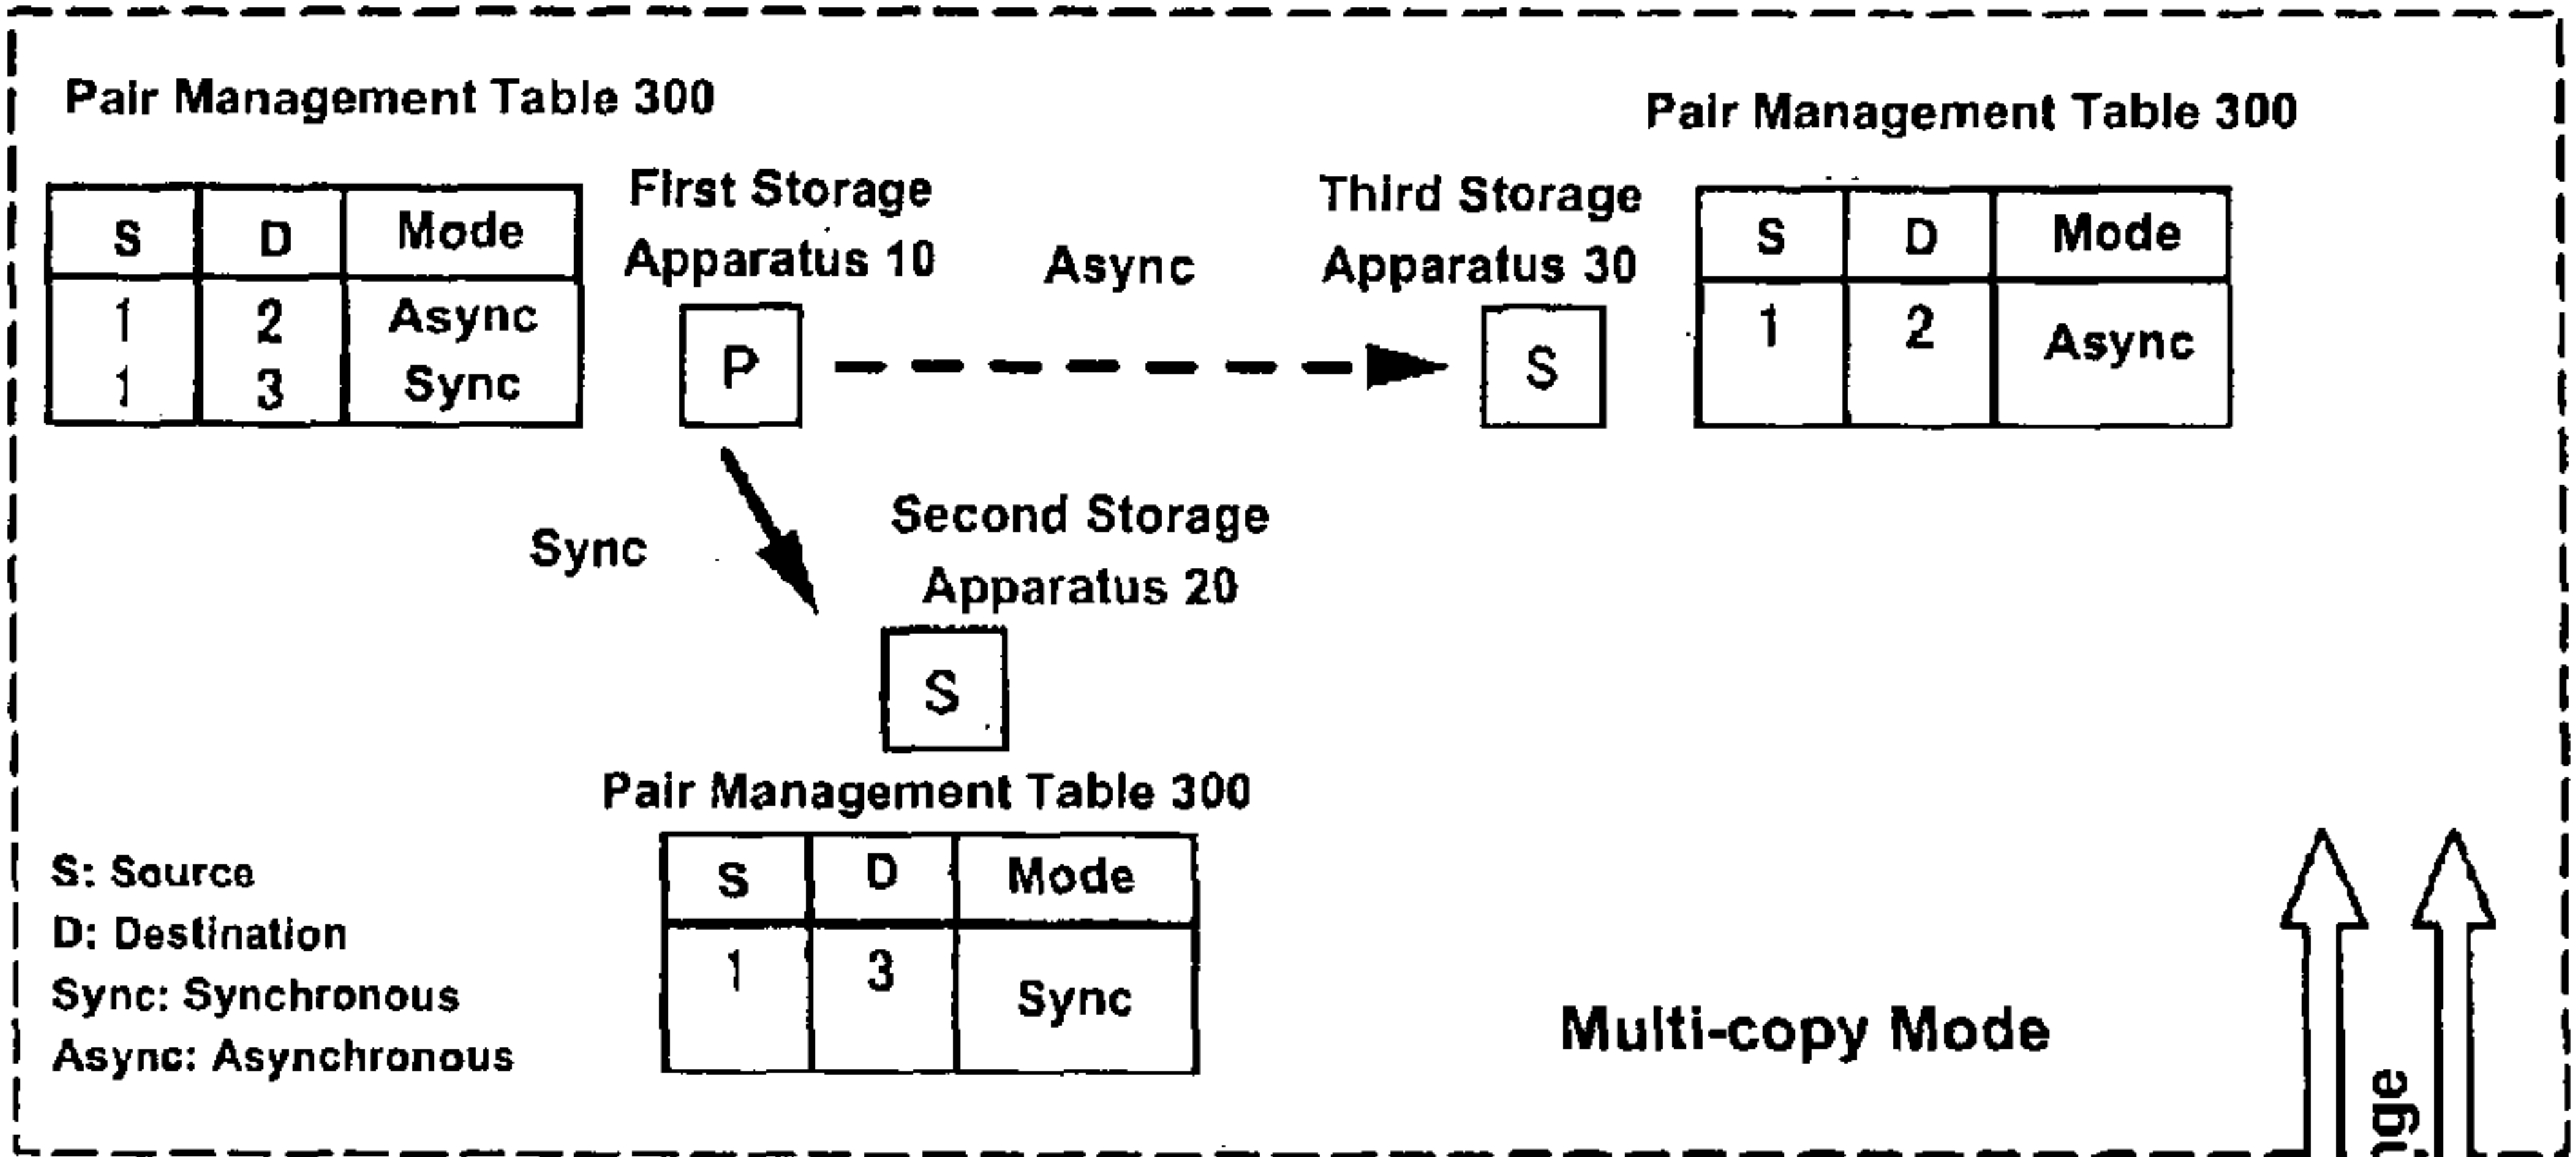 Pair Management Table 300
S D Mode
1 2 Async
1 3 Sync
First Storage
Apparatus 10
P
Async
Third Storage
Apparatus 30
S
Pair Management Table 300
S D Mode
1 2 Async
Sync
Second Storage
Apparatus 20
S
Pair Management Table 300
S D Mode
1 3 Sync
S: Source
D: Destination
Sync: Synchronous
Async: Asynchronous
Multi-copy Mode